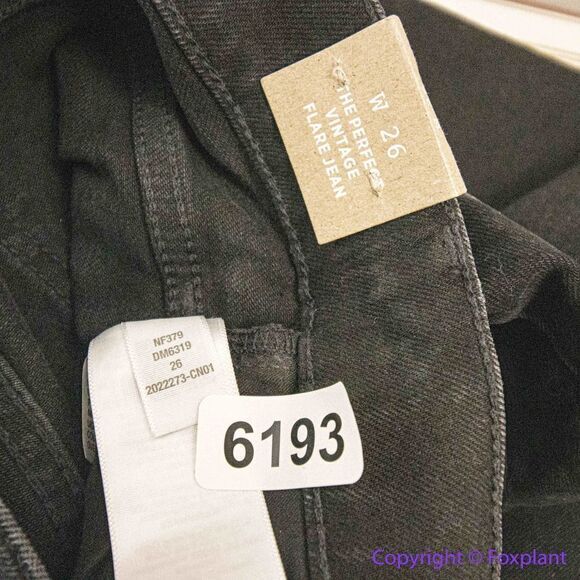 W 26
THE PERFECT
VINTAGE
FLARE JEAN
NF379
DM6319
26
2022273-CN01
6193
Copyright © Foxplant